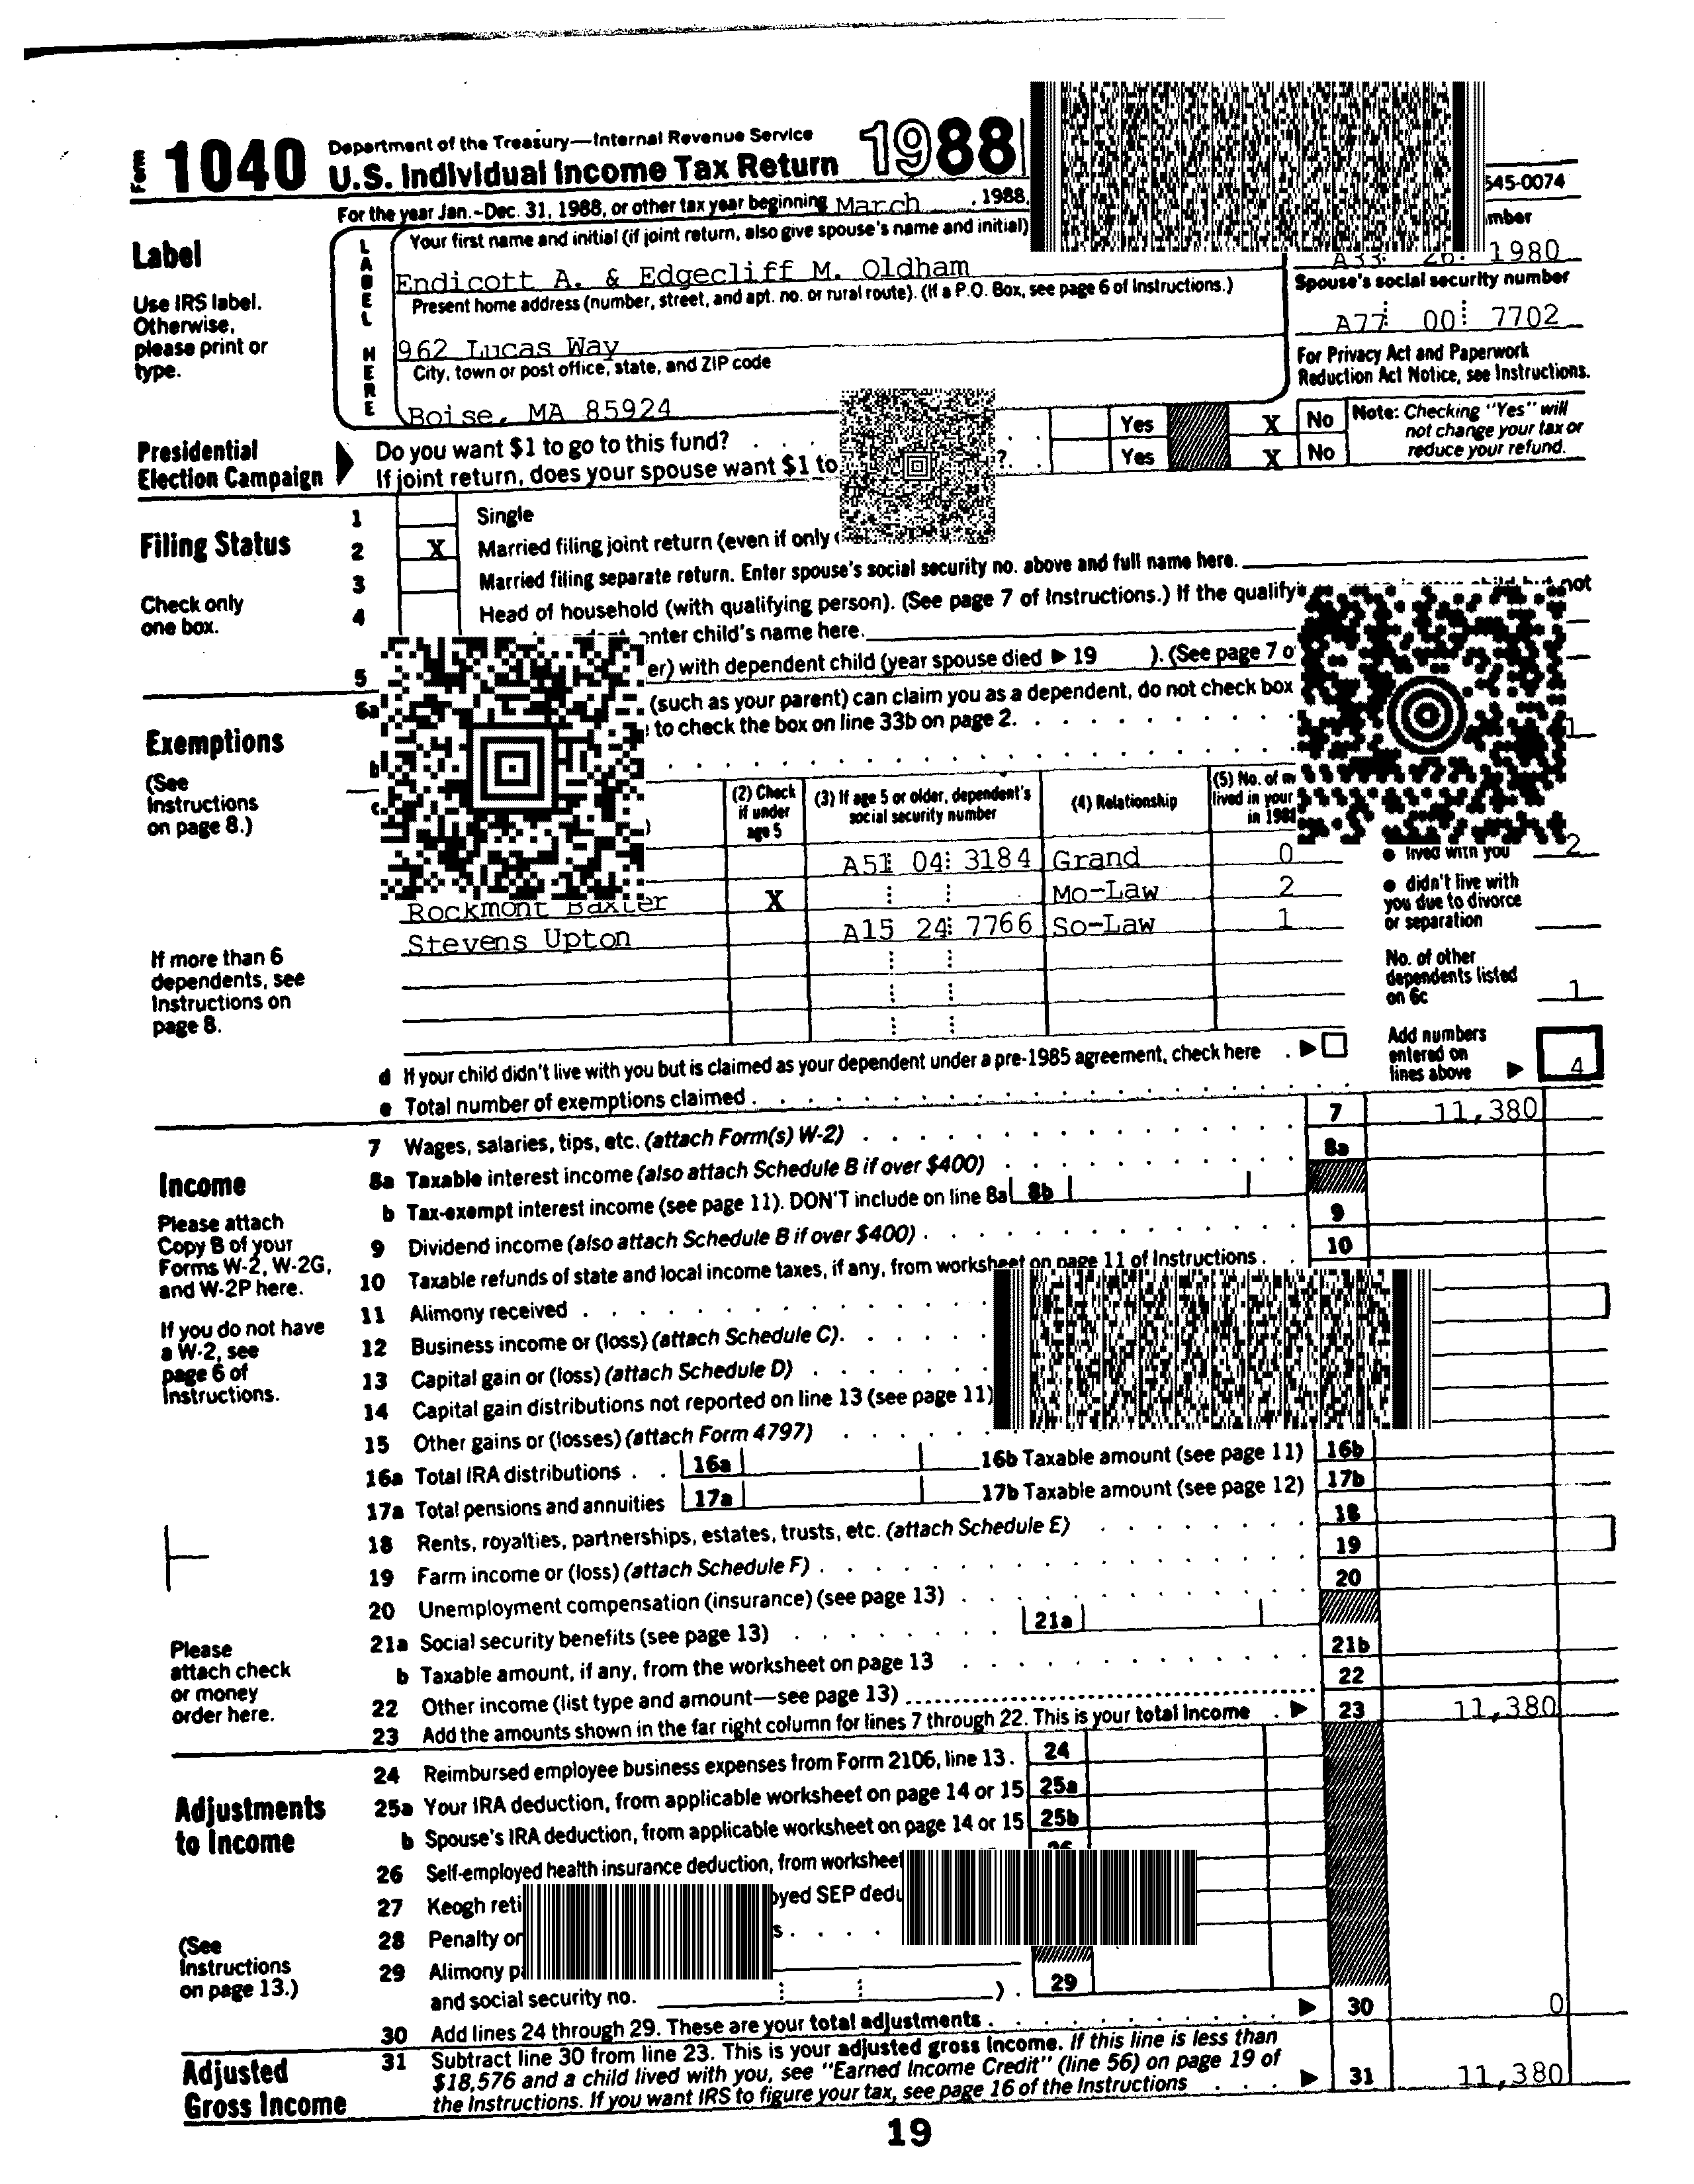 Form 1040 Department of the Treasury—Internal Revenue Service
U.S. Individual Income Tax Return 1988
545-0074
For the year Jan.-Dec. 31, 1988, or other tax year beginning March , 1988,
Label
Use IRS label. Otherwise, please print or type.
LABEL HERE
Your first name and initial (if joint return, also give spouse's name and initial)
Endicott A. & Edgecliff M. Oldham
1980
Present home address (number, street, and apt. no. or rural route). (If a P.O. Box, see page 6 of Instructions.)
Spouse's social security number
962 Lucas Way
A77 00 7702
City, town or post office, state, and ZIP code
For Privacy Act and Paperwork Reduction Act Notice, see Instructions.
Boise, MA 85924
Presidential Election Campaign
Do you want $1 to go to this fund? Yes X No
If joint return, does your spouse want $1 to ?. Yes X No
Note: Checking "Yes" will not change your tax or reduce your refund.
Filing Status
Check only one box.
1 Single
2 X Married filing joint return (even if only
3 Married filing separate return. Enter spouse's social security no. above and full name here.
4 Head of household (with qualifying person). (See page 7 of Instructions.) If the not
enter child's name here.
5 er) with dependent child (year spouse died ▶ 19 ). (See page 7
Exemptions
(See Instructions on page 8.)
6a (such as your parent) can claim you as a dependent, do not check box
to check the box on line 33b on page 2.
1
b
c
(2) Check if under age 5
(3) If age 5 or older, dependent's social security number
(4) Relationship
(5) No. of
lived in your
in
A51 04 3184 Grand 0
● lived with you 2
Rockmont Baxter X Mo-Law 2
● didn't live with you due to divorce or separation
Stevens Upton A15 24 7766 So-Law 1
If more than 6 dependents, see Instructions on page 8.
No. of other dependents listed on 6c 1
d If your child didn't live with you but is claimed as your dependent under a pre-1985 agreement, check here ▶
Add numbers entered on lines above ▶ 4
e Total number of exemptions claimed
Income
Please attach Copy B of your Forms W-2, W-2G, and W-2P here.
If you do not have a W-2, see page 6 of Instructions.
Please attach check or money order here.
7 Wages, salaries, tips, etc. (attach Form(s) W-2) 7 11,380
8a Taxable interest income (also attach Schedule B if over $400) 8a
b Tax-exempt interest income (see page 11). DON'T include on line 8a 8b
9 Dividend income (also attach Schedule B if over $400) 9
10 Taxable refunds of state and local income taxes, if any, from worksheet on page 11 of Instructions 10
11 Alimony received
12 Business income or (loss) (attach Schedule C)
13 Capital gain or (loss) (attach Schedule D)
14 Capital gain distributions not reported on line 13 (see page 11)
15 Other gains or (losses) (attach Form 4797)
16a Total IRA distributions 16a 16b Taxable amount (see page 11) 16b
17a Total pensions and annuities 17a 17b Taxable amount (see page 12) 17b
18 Rents, royalties, partnerships, estates, trusts, etc. (attach Schedule E) 18
19 Farm income or (loss) (attach Schedule F) 19
20 Unemployment compensation (insurance) (see page 13) 20
21a Social security benefits (see page 13) 21a
b Taxable amount, if any, from the worksheet on page 13 21b
22 Other income (list type and amount—see page 13) 22
23 Add the amounts shown in the far right column for lines 7 through 22. This is your total income ▶ 23 11,380
Adjustments to Income
(See Instructions on page 13.)
24 Reimbursed employee business expenses from Form 2106, line 13. 24
25a Your IRA deduction, from applicable worksheet on page 14 or 15 25a
b Spouse's IRA deduction, from applicable worksheet on page 14 or 15 25b
26 Self-employed health insurance deduction, from worksheet
27 Keogh SEP
28 Penalty on
29 Alimony
and social security no. ). 29
30 Add lines 24 through 29. These are your total adjustments ▶ 30 0
Adjusted Gross Income
31 Subtract line 30 from line 23. This is your adjusted gross income. If this line is less than
$18,576 and a child lived with you, see "Earned Income Credit" (line 56) on page 19 of
the Instructions. If you want IRS to figure your tax, see page 16 of the Instructions ▶ 31 11,380
19